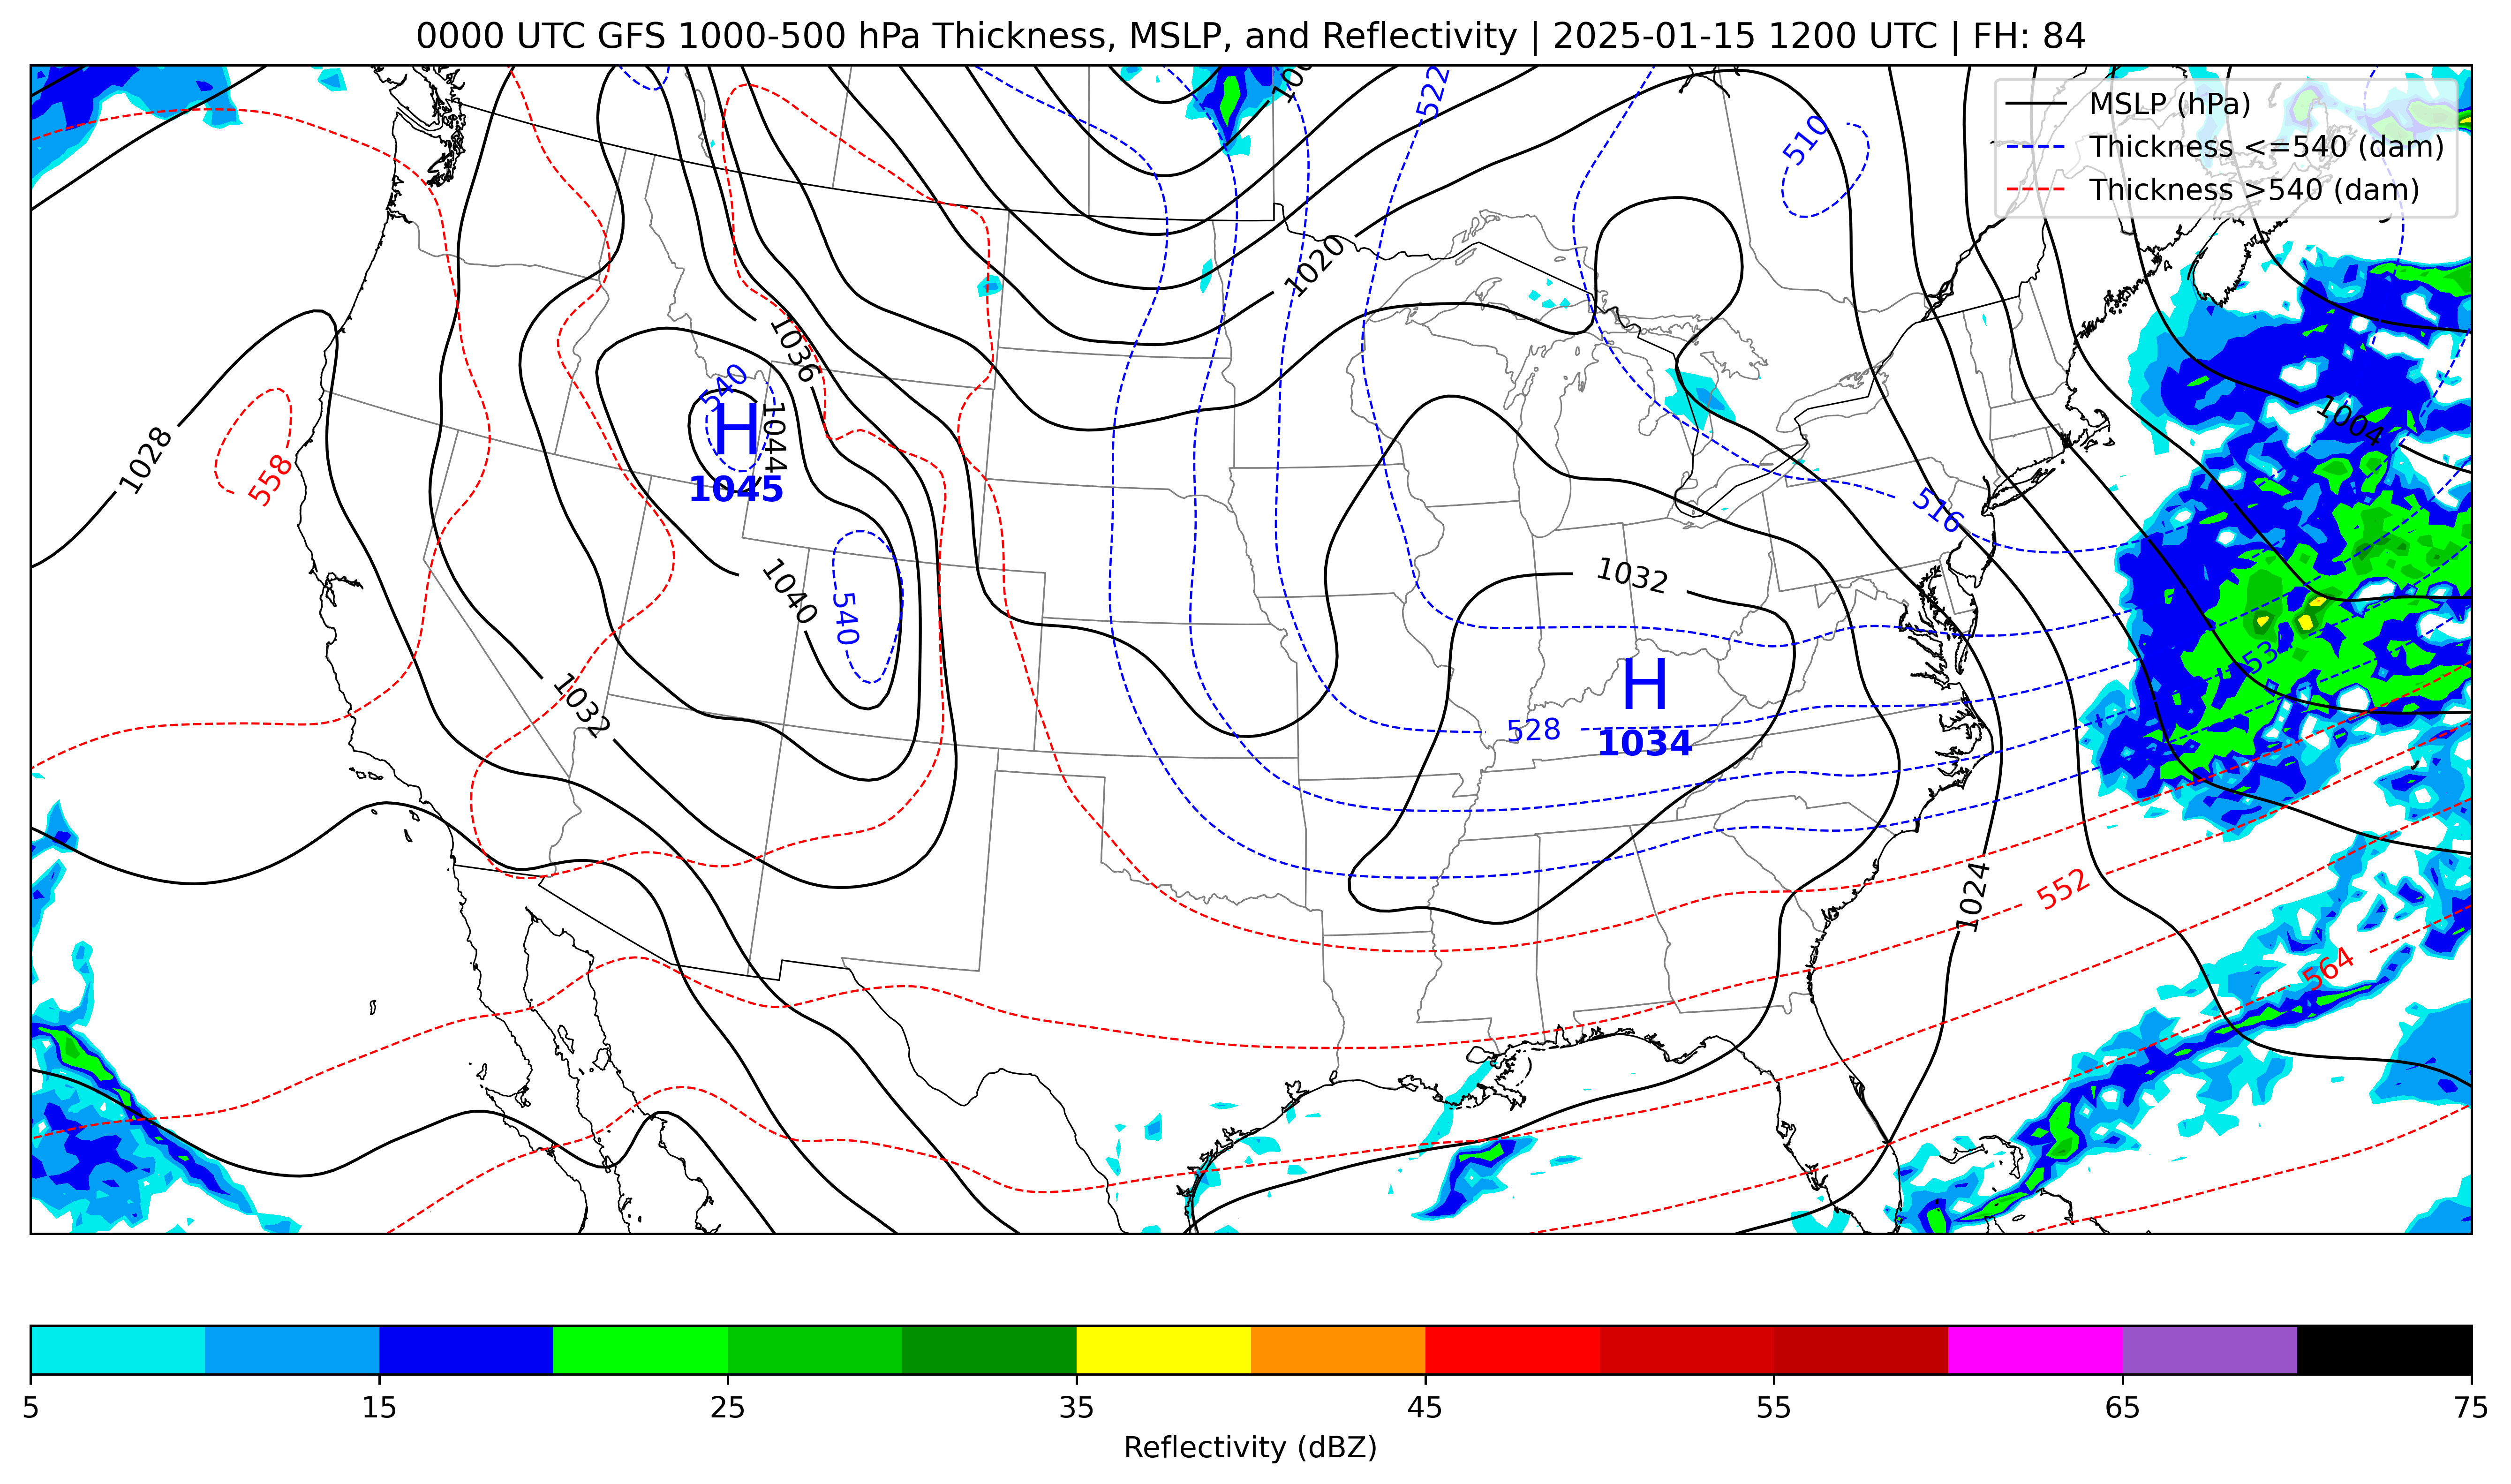 0000 UTC GFS 1000-500 hPa Thickness, MSLP, and Reflectivity | 2025-01-15 1200 UTC | FH: 84
MSLP (hPa)
Thickness <=540 (dam)
Thickness >540 (dam)
522
510
1020
1036
540
H
1044
1045
1028
558
516
1004
1040
540
1032
H
1034
1032
528
552
1024
564
5 15 25 35 45 55 65 75
Reflectivity (dBZ)